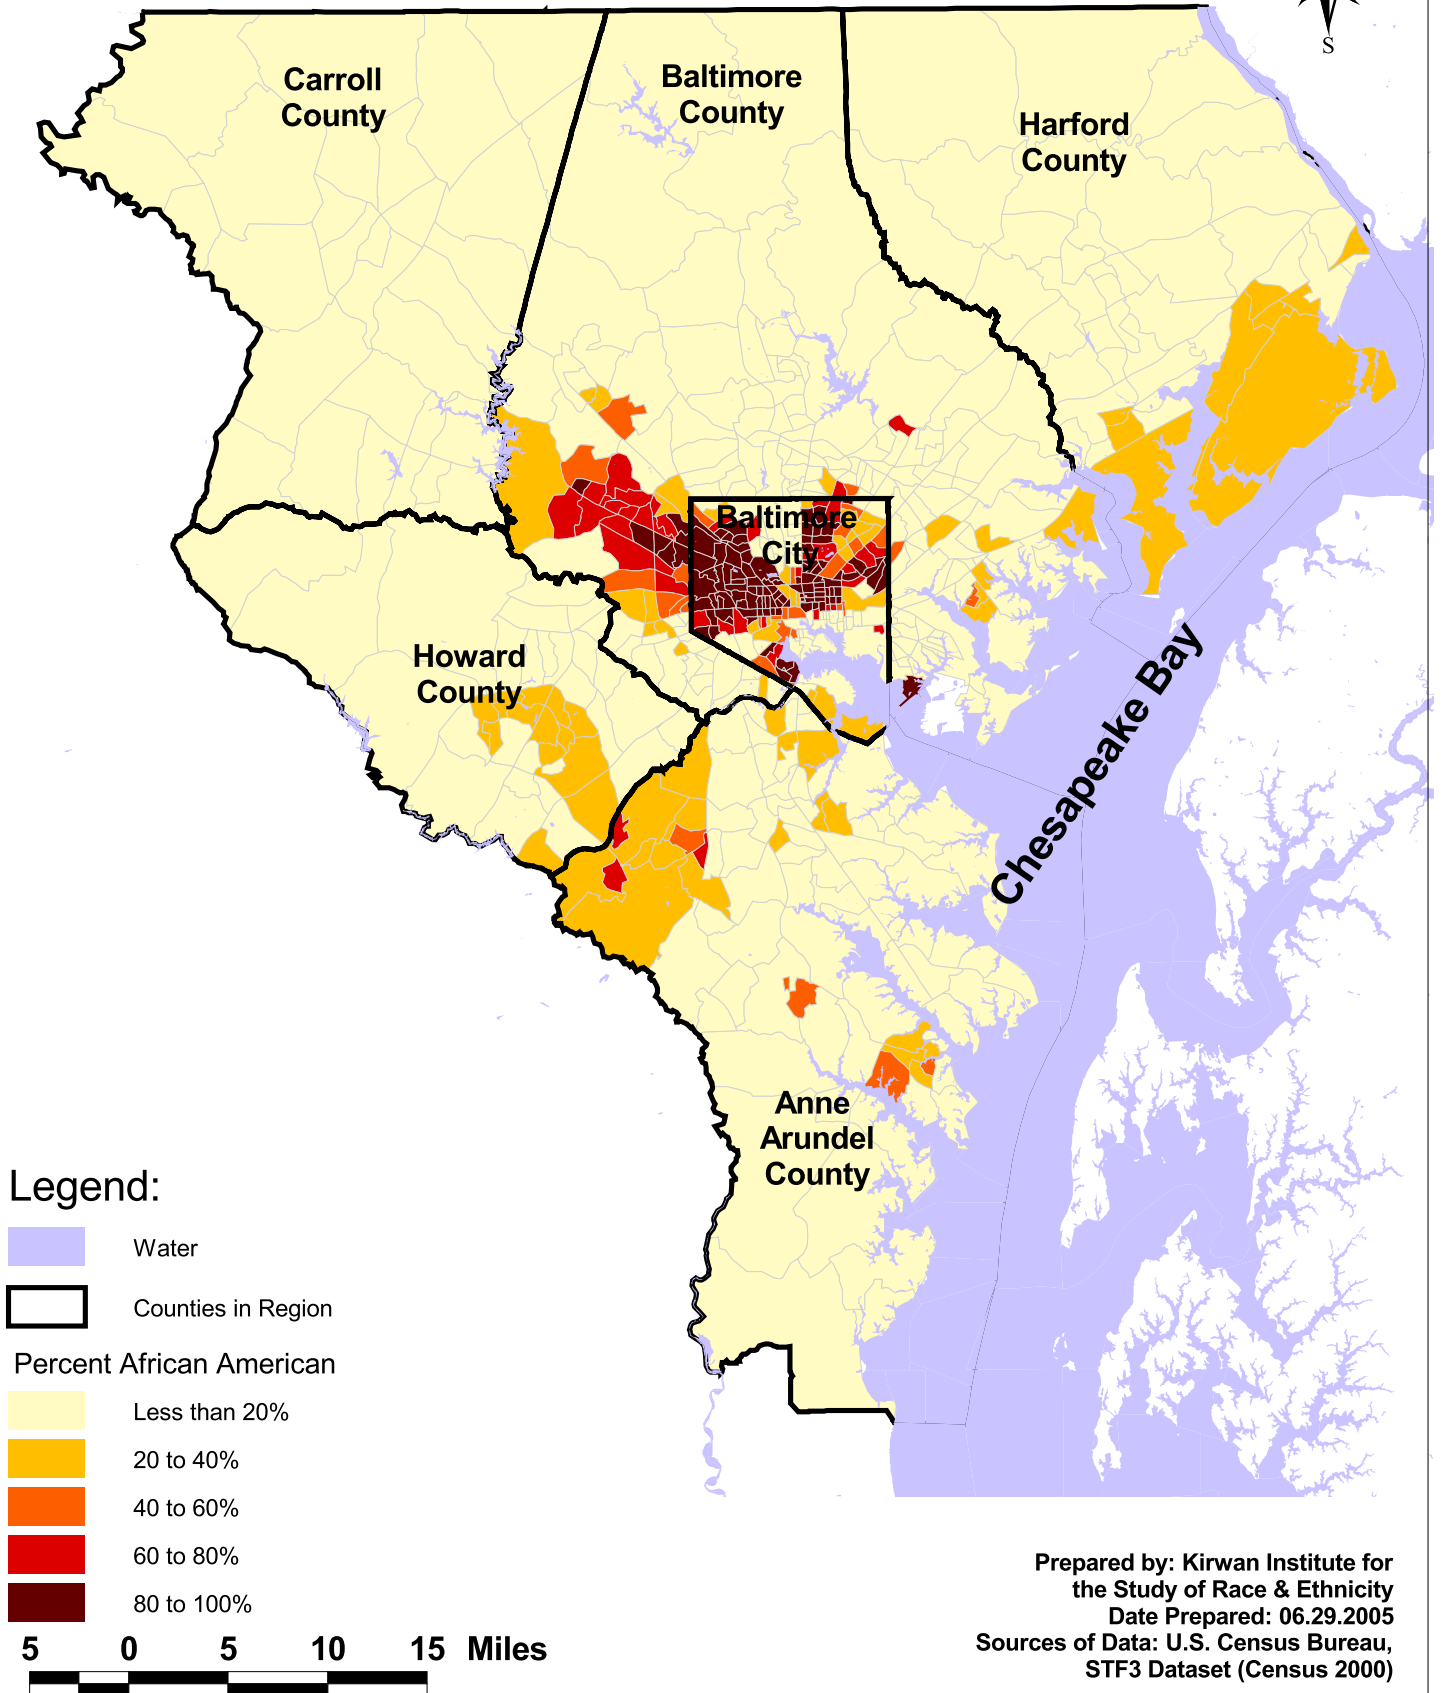 S
Carroll
County
Baltimore
County
Harford
County
Baltimore
City
Howard
County
Chesapeake Bay
Anne
Arundel
County
Legend:
Water
Counties in Region
Percent African American
Less than 20%
20 to 40%
40 to 60%
60 to 80%
80 to 100%
5 0 5 10 15 Miles
Prepared by: Kirwan Institute for
the Study of Race & Ethnicity
Date Prepared: 06.29.2005
Sources of Data: U.S. Census Bureau,
STF3 Dataset (Census 2000)